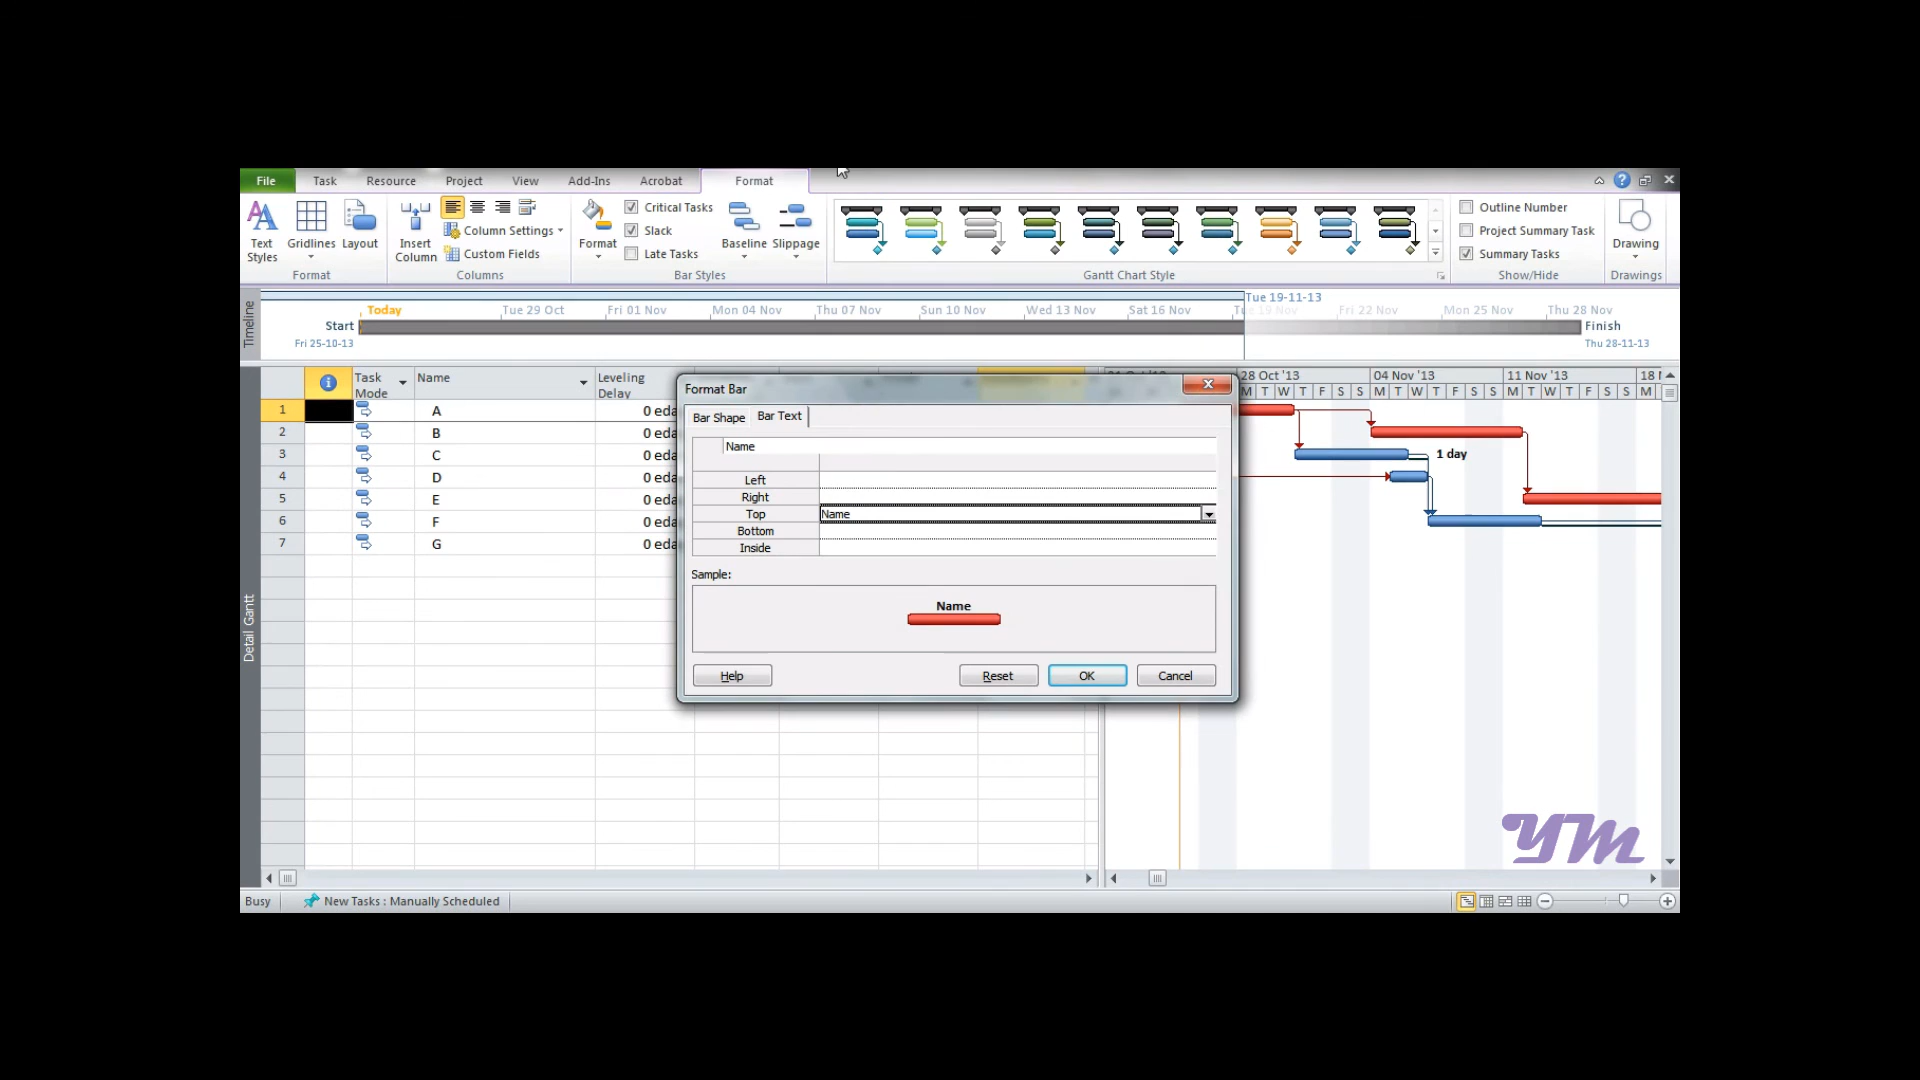 File Task Resource Project View Add-Ins Acrobat Format
Text Styles Gridlines Layout Insert Column Column Settings Custom Fields Format Critical Tasks Slack Late Tasks Baseline Slippage Outline Number Project Summary Task Summary Tasks Drawing
Format Columns Bar Styles Gantt Chart Style Show/Hide Drawings
Timeline
Tue 19-11-13
Today Tue 29 Oct Fri 01 Nov Mon 04 Nov Thu 07 Nov Sun 10 Nov Wed 13 Nov Sat 16 Nov Tue 19 Nov Fri 22 Nov Mon 25 Nov Thu 28 Nov
Start Finish
Fri 25-10-13 Thu 28-11-13
Task Mode Name Leveling Delay
28 Oct '13 04 Nov '13 11 Nov '13 18
M T W T F S S M T W T F S S M T W T F S S M
1 A 0 eda
2 B 0 eda
3 C 0 eda 1 day
4 D 0 eda
5 E 0 eda
6 F 0 eda
7 G 0 eda
Detail Gantt
Format Bar
Bar Shape Bar Text
Name
Left
Right
Top Name
Bottom
Inside
Sample:
Name
Help Reset OK Cancel
YM
Busy New Tasks : Manually Scheduled